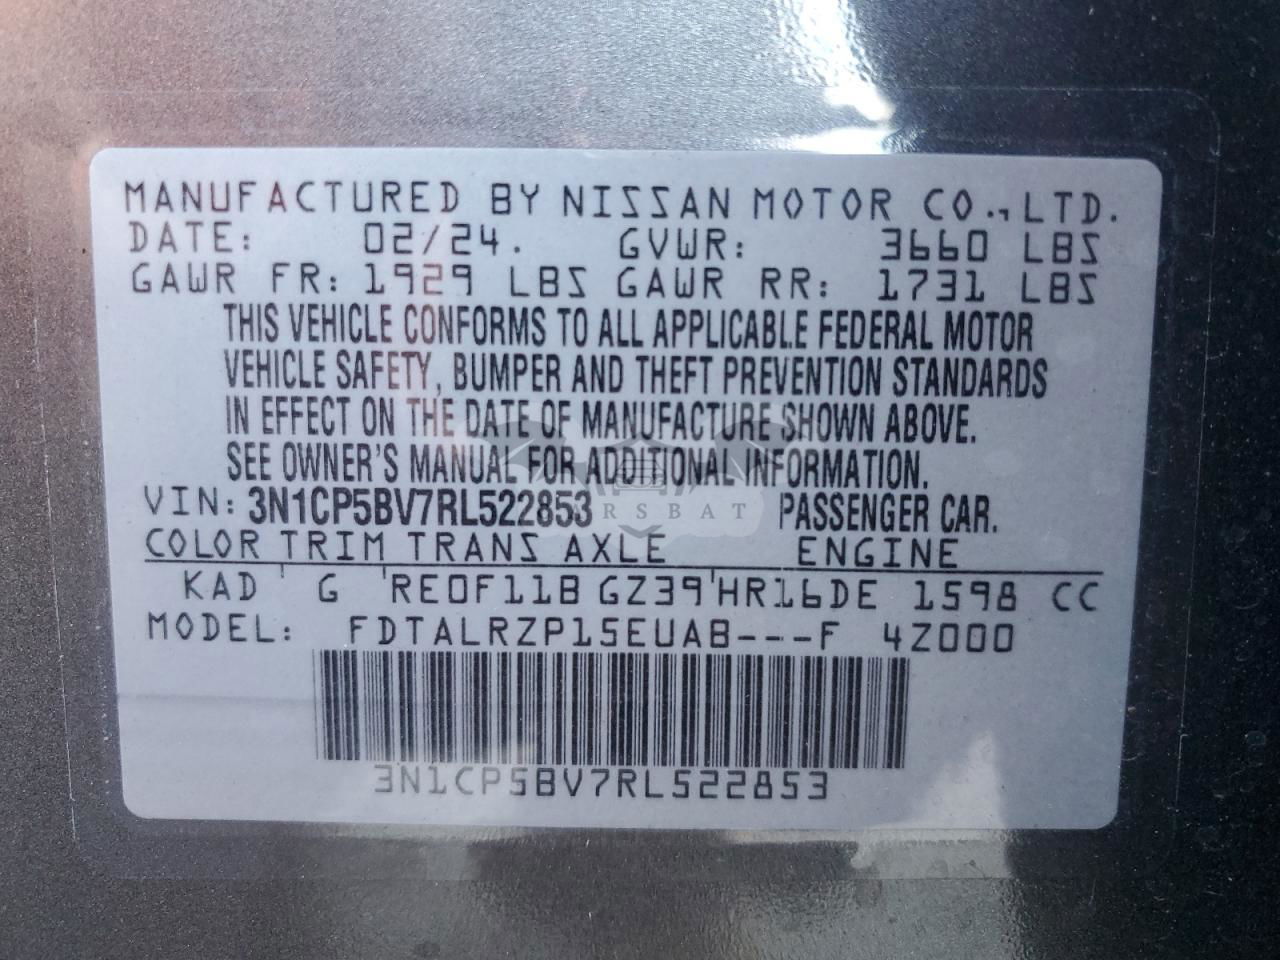 MANUFACTURED BY NISSAN MOTOR CO., LTD.
DATE: 02/24. GVWR: 3660 LBS
GAWR FR: 1929 LBS GAWR RR: 1731 LBS
THIS VEHICLE CONFORMS TO ALL APPLICABLE FEDERAL MOTOR
VEHICLE SAFETY, BUMPER AND THEFT PREVENTION STANDARDS
IN EFFECT ON THE DATE OF MANUFACTURE SHOWN ABOVE.
SEE OWNER'S MANUAL FOR ADDITIONAL INFORMATION.
VIN: 3N1CP5BV7RL522853 PASSENGER CAR.
CARSBAT
COLOR TRIM TRANS AXLE ENGINE
KAD G RE0F11B GZ39 HR16DE 1598 CC
MODEL: FDTALRZP15EUAB---F 4Z000
3N1CP5BV7RL522853